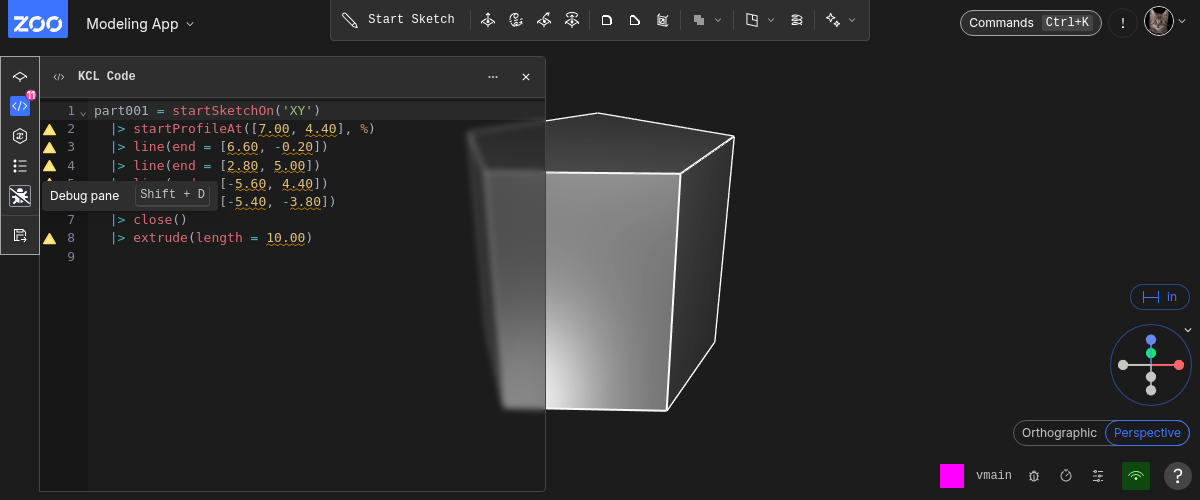 ZOO
Modeling App
Start Sketch
Commands Ctrl+K
!
11
KCL Code
...
1 part001 = startSketchOn('XY')
2 |> startProfileAt([7.00, 4.40], %)
3 |> line(end = [6.60, -0.20])
4 |> line(end = [2.80, 5.00])
[-5.60, 4.40])
Debug pane Shift + D
[-5.40, -3.80])
7 |> close()
8 |> extrude(length = 10.00)
9
in
Orthographic Perspective
vmain
?